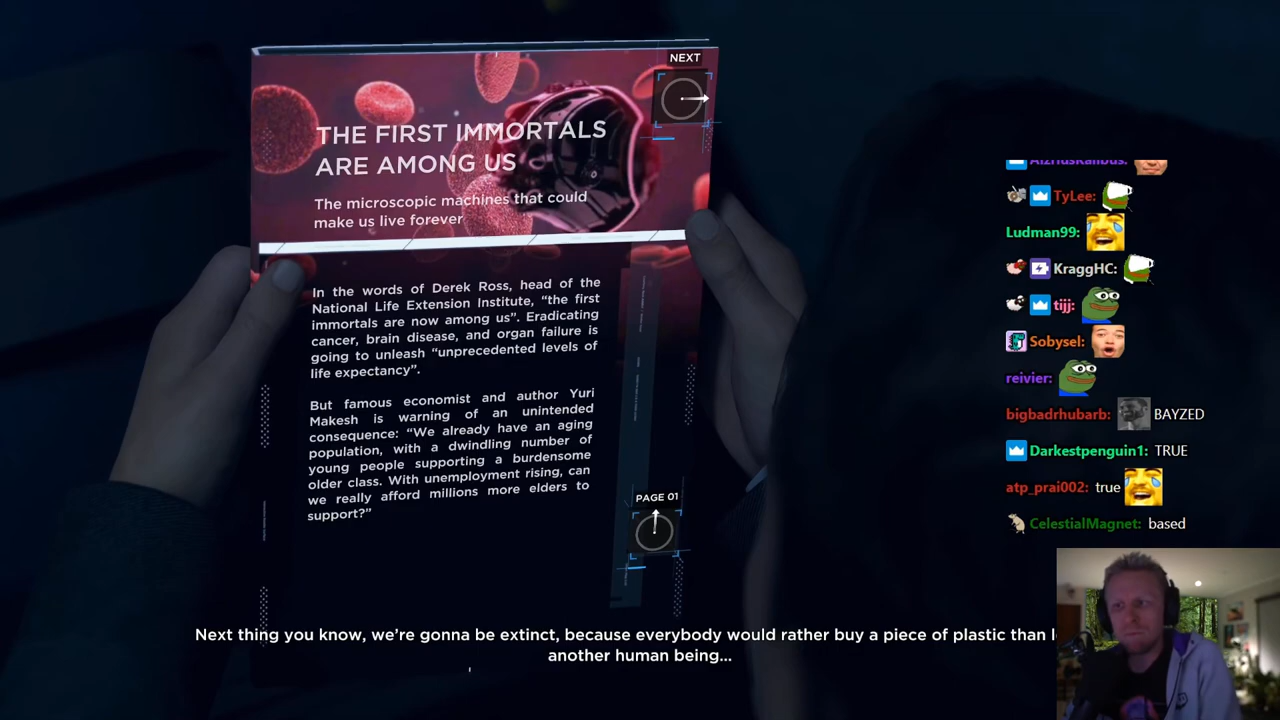 NEXT
THE FIRST IMMORTALS
ARE AMONG US
The microscopic machines that could
make us live forever
In the words of Derek Ross, head of the
National Life Extension Institute, “the first
immortals are now among us”. Eradicating
cancer, brain disease, and organ failure is
going to unleash “unprecedented levels of
life expectancy”.
But famous economist and author Yuri
Makesh is warning of an unintended
consequence: “We already have an aging
population, with a dwindling number of
young people supporting a burdensome
older class. With unemployment rising, can
we really afford millions more elders to
support?”
PAGE 01
Next thing you know, we’re gonna be extinct, because everybody would rather buy a piece of plastic than
another human being...
TyLee:
Ludman99:
KraggHC:
tijj:
Sobysel:
reivier:
bigbadrhubarb: BAYZED
Darkestpenguin1: TRUE
atp_prai002: true
CelestialMagnet: based